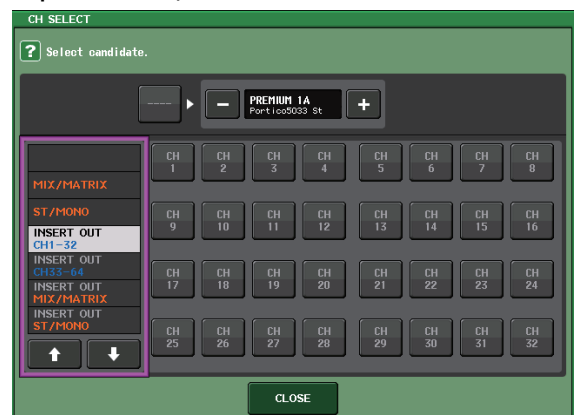 CH SELECT
? Select candidate.
----
− PREMIUM 1A +
Portico5033 St
MIX/MATRIX
ST/MONO
INSERT OUT
CH1-32
INSERT OUT
CH33-64
INSERT OUT
MIX/MATRIX
INSERT OUT
ST/MONO
CH 1
CH 2
CH 3
CH 4
CH 5
CH 6
CH 7
CH 8
CH 9
CH 10
CH 11
CH 12
CH 13
CH 14
CH 15
CH 16
CH 17
CH 18
CH 19
CH 20
CH 21
CH 22
CH 23
CH 24
CH 25
CH 26
CH 27
CH 28
CH 29
CH 30
CH 31
CH 32
CLOSE